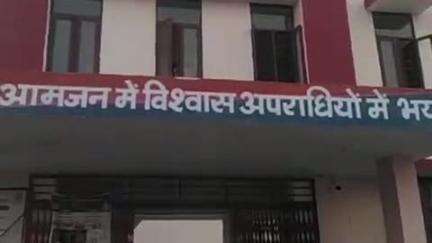 आमजन में विश्वास अपराधियों में भय